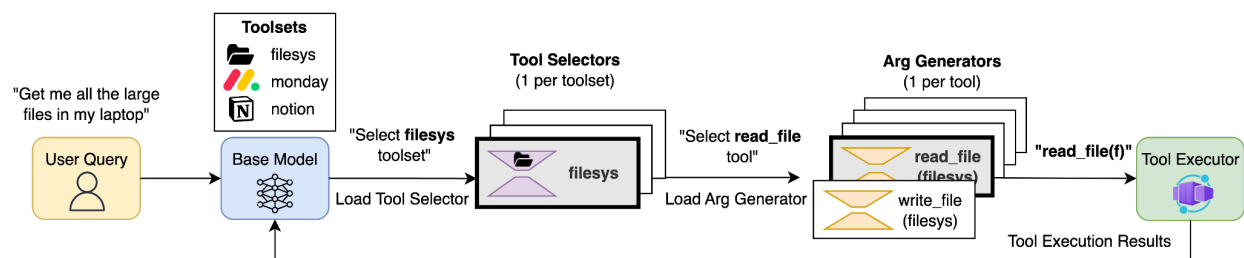 Toolsets
filesys
monday
notion
"Get me all the large
files in my laptop"
User Query
Base Model
"Select filesys
toolset"
Load Tool Selector
Tool Selectors
(1 per toolset)
filesys
"Select read_file
tool"
Load Arg Generator
Arg Generators
(1 per tool)
read_file
(filesys)
write_file
(filesys)
"read_file(f)"
Tool Executor
Tool Execution Results